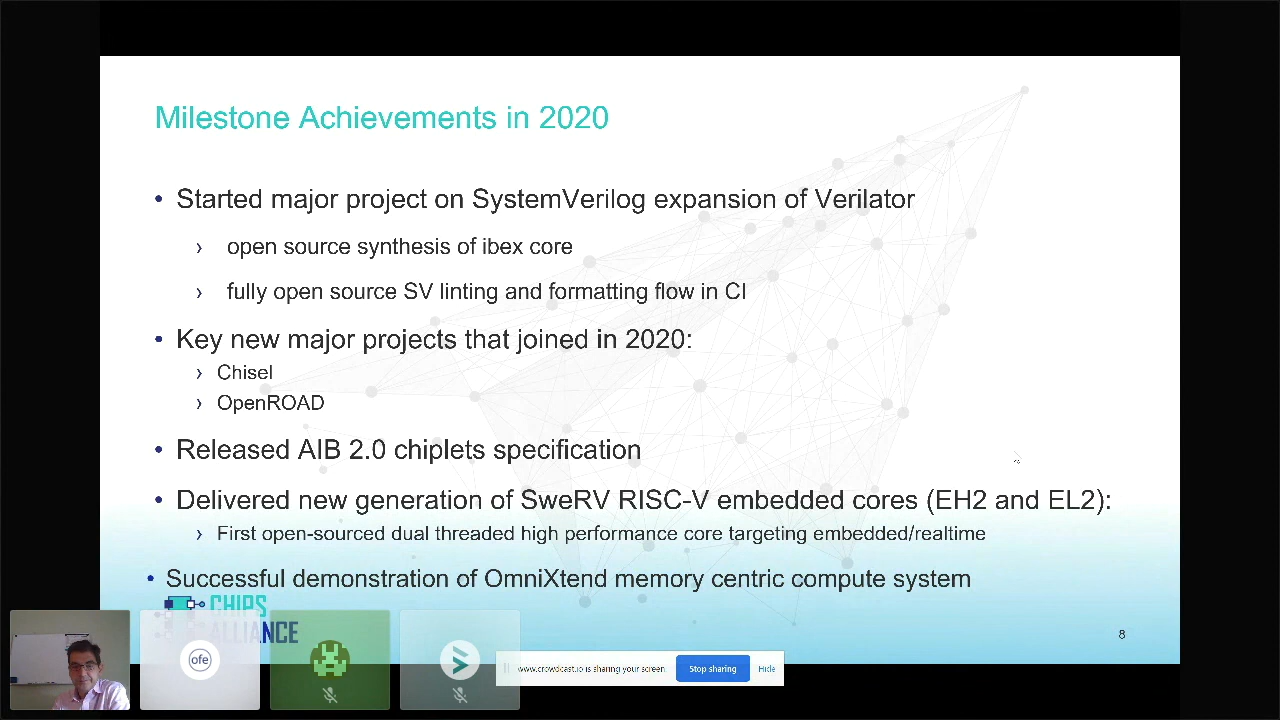 Milestone Achievements in 2020
• Started major project on SystemVerilog expansion of Verilator
› open source synthesis of ibex core
› fully open source SV linting and formatting flow in CI
• Key new major projects that joined in 2020:
› Chisel
› OpenROAD
• Released AIB 2.0 chiplets specification
• Delivered new generation of SweRV RISC-V embedded cores (EH2 and EL2):
› First open-sourced dual threaded high performance core targeting embedded/realtime
• Successful demonstration of OmniXtend memory centric compute system
CHIPS
ALLIANCE
8
ofe
www.crowdcast.io is sharing your screen.
Stop sharing
Hide